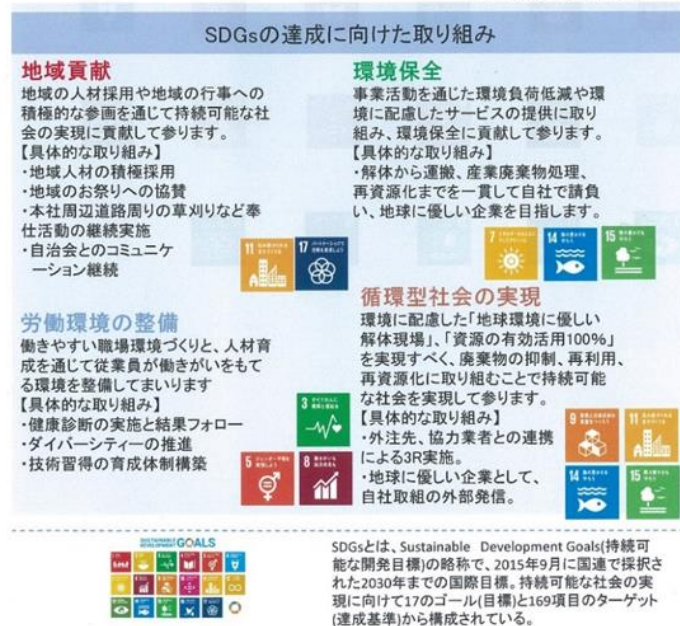 SDGsの達成に向けた取り組み
地域貢献
地域の人材採用や地域の行事への
積極的な参画を通じて持続可能な社
会の実現に貢献して参ります。
【具体的な取り組み】
・地域人材の積極採用
・地域のお祭りへの協賛
・本社周辺道路周りの草刈りなど奉
仕活動の継続実施
・自治会とのコミュニケ
ーション継続
11
17
環境保全
事業活動を通じた環境負荷低減や環
境に配慮したサービスの提供に取り
組み、環境保全に貢献して参ります。
【具体的な取り組み】
・解体から運搬、産業廃棄物処理、
再資源化までを一貫して自社で請負
い、地球に優しい企業を目指します。
7
14
15
労働環境の整備
働きやすい職場環境づくりと、人材育
成を通じて従業員が働きがいをもて
る環境を整備してまいります
【具体的な取り組み】
・健康診断の実施と結果フォロー
・ダイバーシティーの推進
・技術習得の育成体制構築
3
5
8
循環型社会の実現
環境に配慮した「地球環境に優しい
解体現場」、「資源の有効活用100%」
を実現すべく、廃棄物の抑制、再利用、
再資源化に取り組むことで持続可能
な社会を実現して参ります。
【具体的な取り組み】
・外注先、協力業者との連携
による3R実施。
・地球に優しい企業として、
自社取組の外部発信。
9
11
14
15
SUSTAINABLE
DEVELOPMENT GOALS
SDGsとは、Sustainable Development Goals(持続可
能な開発目標)の略称で、2015年9月に国連で採択さ
れた2030年までの国際目標。持続可能な社会の実
現に向けて17のゴール(目標)と169項目のターゲット
(達成基準)から構成されている。